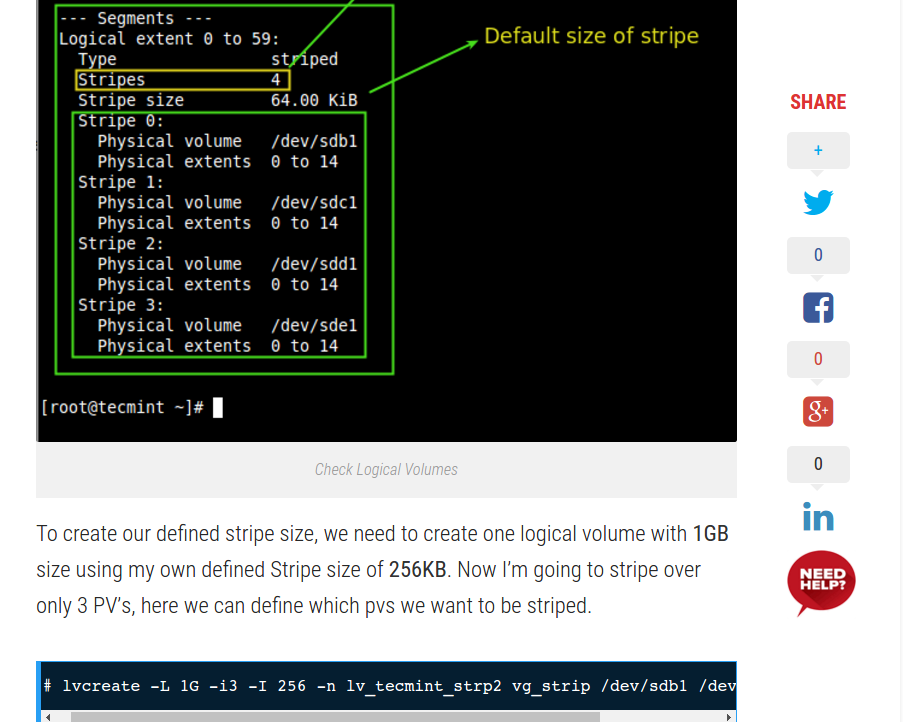 --- Segments ---
Logical extent 0 to 59:
Type striped
Stripes 4
Stripe size 64.00 KiB
Default size of stripe
Stripe 0:
Physical volume /dev/sdb1
Physical extents 0 to 14
Stripe 1:
Physical volume /dev/sdc1
Physical extents 0 to 14
Stripe 2:
Physical volume /dev/sdd1
Physical extents 0 to 14
Stripe 3:
Physical volume /dev/sde1
Physical extents 0 to 14
[root@tecmint ~]#
Check Logical Volumes
To create our defined stripe size, we need to create one logical volume with 1GB
size using my own defined Stripe size of 256KB. Now I’m going to stripe over
only 3 PV’s, here we can define which pvs we want to be striped.
# lvcreate -L 1G -i3 -I 256 -n lv_tecmint_strp2 vg_strip /dev/sdb1 /dev
SHARE
+
0
0
g+
0
in
NEED
HELP?